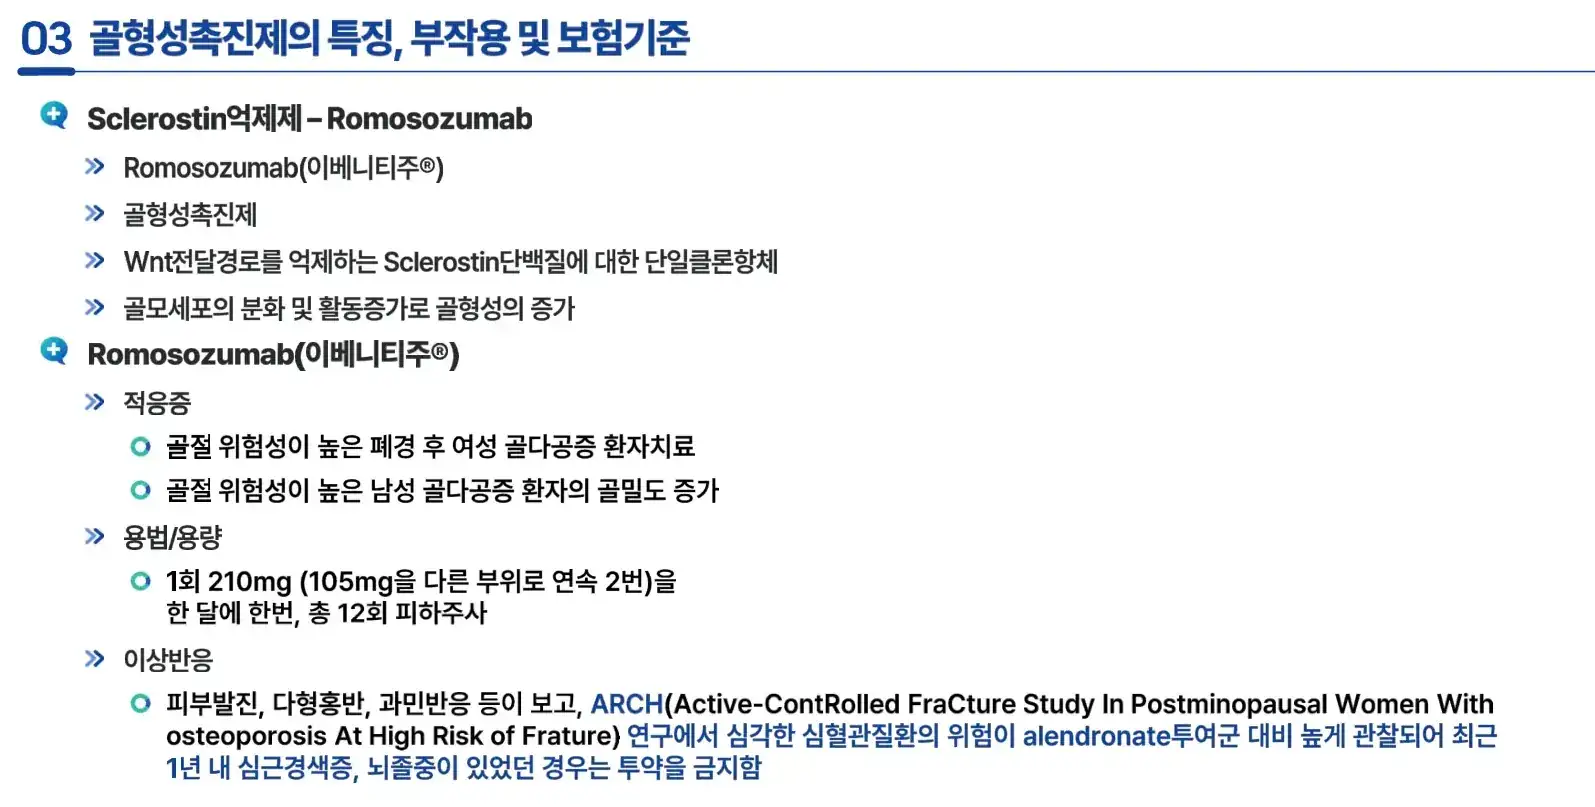 03 골형성촉진제의 특징, 부작용 및 보험기준
Sclerostin억제제 – Romosozumab
Romosozumab(이베니티주®)
골형성촉진제
Wnt전달경로를 억제하는 Sclerostin단백질에 대한 단일클론항체
골모세포의 분화 및 활동증가로 골형성의 증가
Romosozumab(이베니티주®)
적응증
골절 위험성이 높은 폐경 후 여성 골다공증 환자치료
골절 위험성이 높은 남성 골다공증 환자의 골밀도 증가
용법/용량
1회 210mg (105mg을 다른 부위로 연속 2번)을
한 달에 한번, 총 12회 피하주사
이상반응
피부발진, 다형홍반, 과민반응 등이 보고, ARCH(Active-ContRolled FraCture Study In Postminopausal Women With
osteoporosis At High Risk of Frature) 연구에서 심각한 심혈관질환의 위험이 alendronate투여군 대비 높게 관찰되어 최근
1년 내 심근경색증, 뇌졸중이 있었던 경우는 투약을 금지함